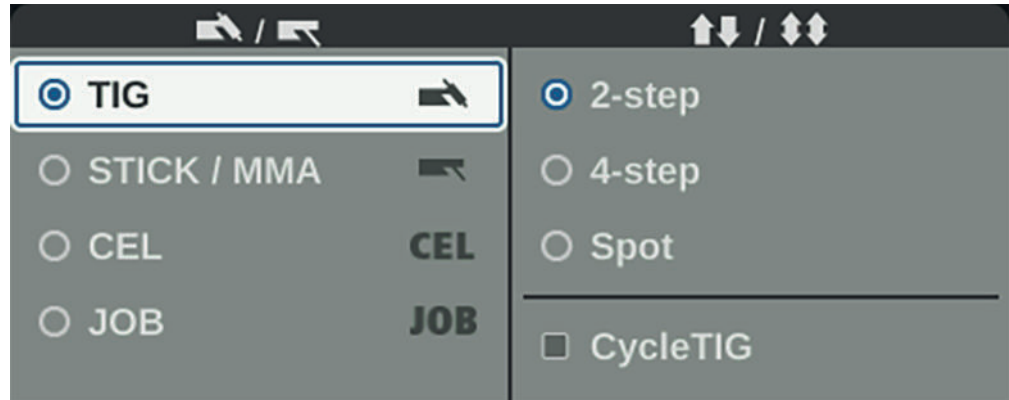 /
/
TIG
STICK / MMA
CEL CEL
JOB JOB
2-step
4-step
Spot
CycleTIG